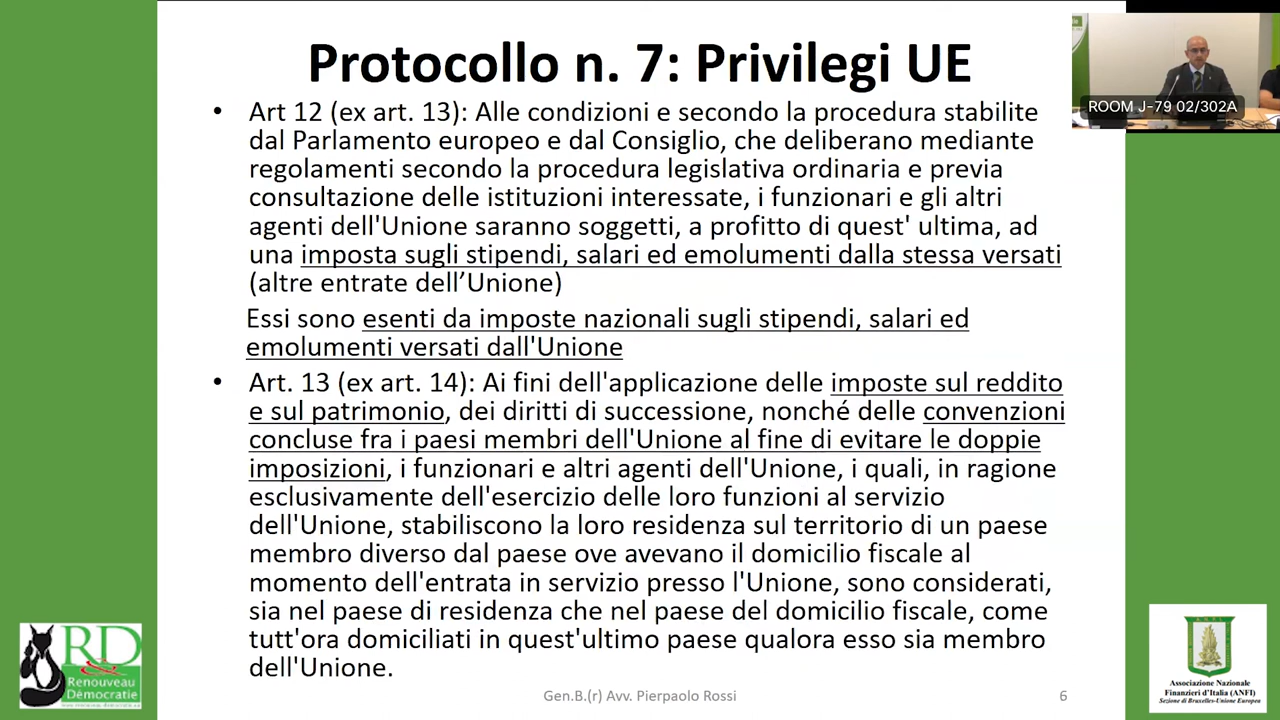 Protocollo n. 7: Privilegi UE
ROOM J-79 02/302A
• Art 12 (ex art. 13): Alle condizioni e secondo la procedura stabilite
dal Parlamento europeo e dal Consiglio, che deliberano mediante
regolamenti secondo la procedura legislativa ordinaria e previa
consultazione delle istituzioni interessate, i funzionari e gli altri
agenti dell'Unione saranno soggetti, a profitto di quest' ultima, ad
una imposta sugli stipendi, salari ed emolumenti dalla stessa versati
(altre entrate dell’Unione)
Essi sono esenti da imposte nazionali sugli stipendi, salari ed
emolumenti versati dall'Unione
• Art. 13 (ex art. 14): Ai fini dell'applicazione delle imposte sul reddito
e sul patrimonio, dei diritti di successione, nonché delle convenzioni
concluse fra i paesi membri dell'Unione al fine di evitare le doppie
imposizioni, i funzionari e altri agenti dell'Unione, i quali, in ragione
esclusivamente dell'esercizio delle loro funzioni al servizio
dell'Unione, stabiliscono la loro residenza sul territorio di un paese
membro diverso dal paese ove avevano il domicilio fiscale al
momento dell'entrata in servizio presso l'Unione, sono considerati,
sia nel paese di residenza che nel paese del domicilio fiscale, come
tutt'ora domiciliati in quest'ultimo paese qualora esso sia membro
dell'Unione.
R&D
Renouveau
Démocratie
Gen.B.(r) Avv. Pierpaolo Rossi
6
Associazione Nazionale
Finanzieri d'Italia (ANFI)
Sezione di Bruxelles-Unione Europea